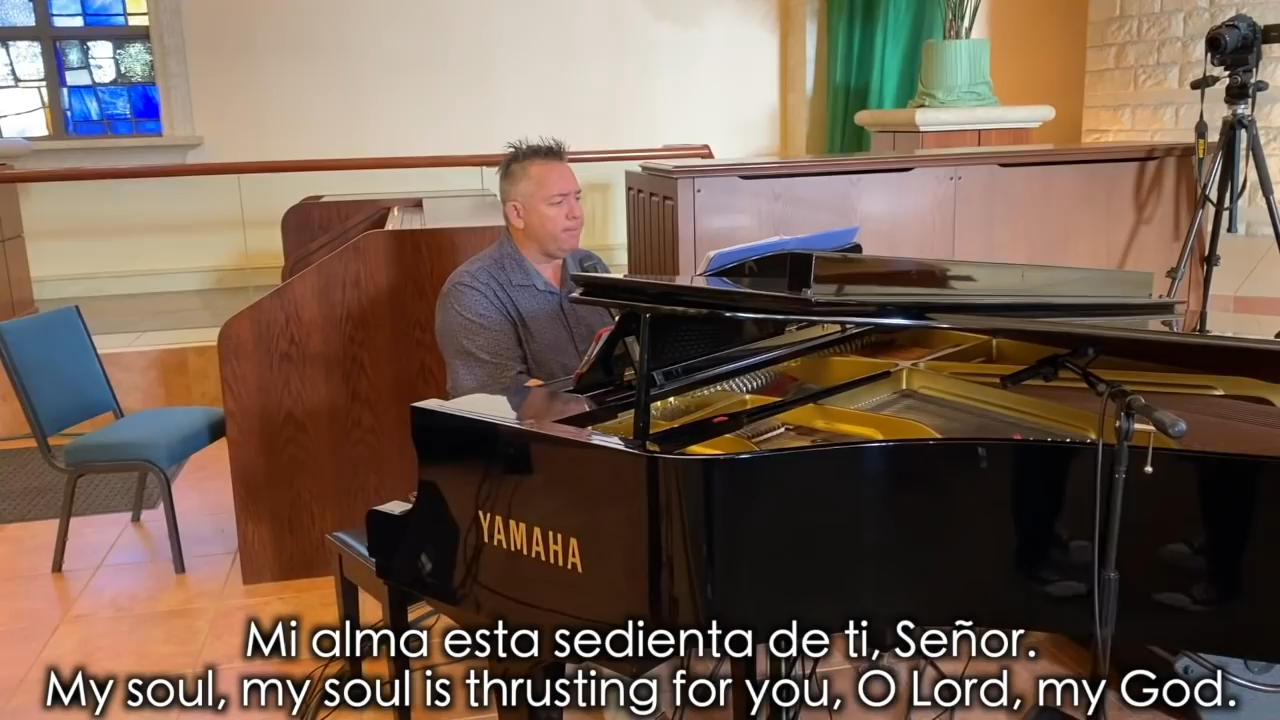 YAMAHA
Mi alma esta sedienta de ti, Señor.
My soul, my soul is thrusting for you, O Lord, my God.